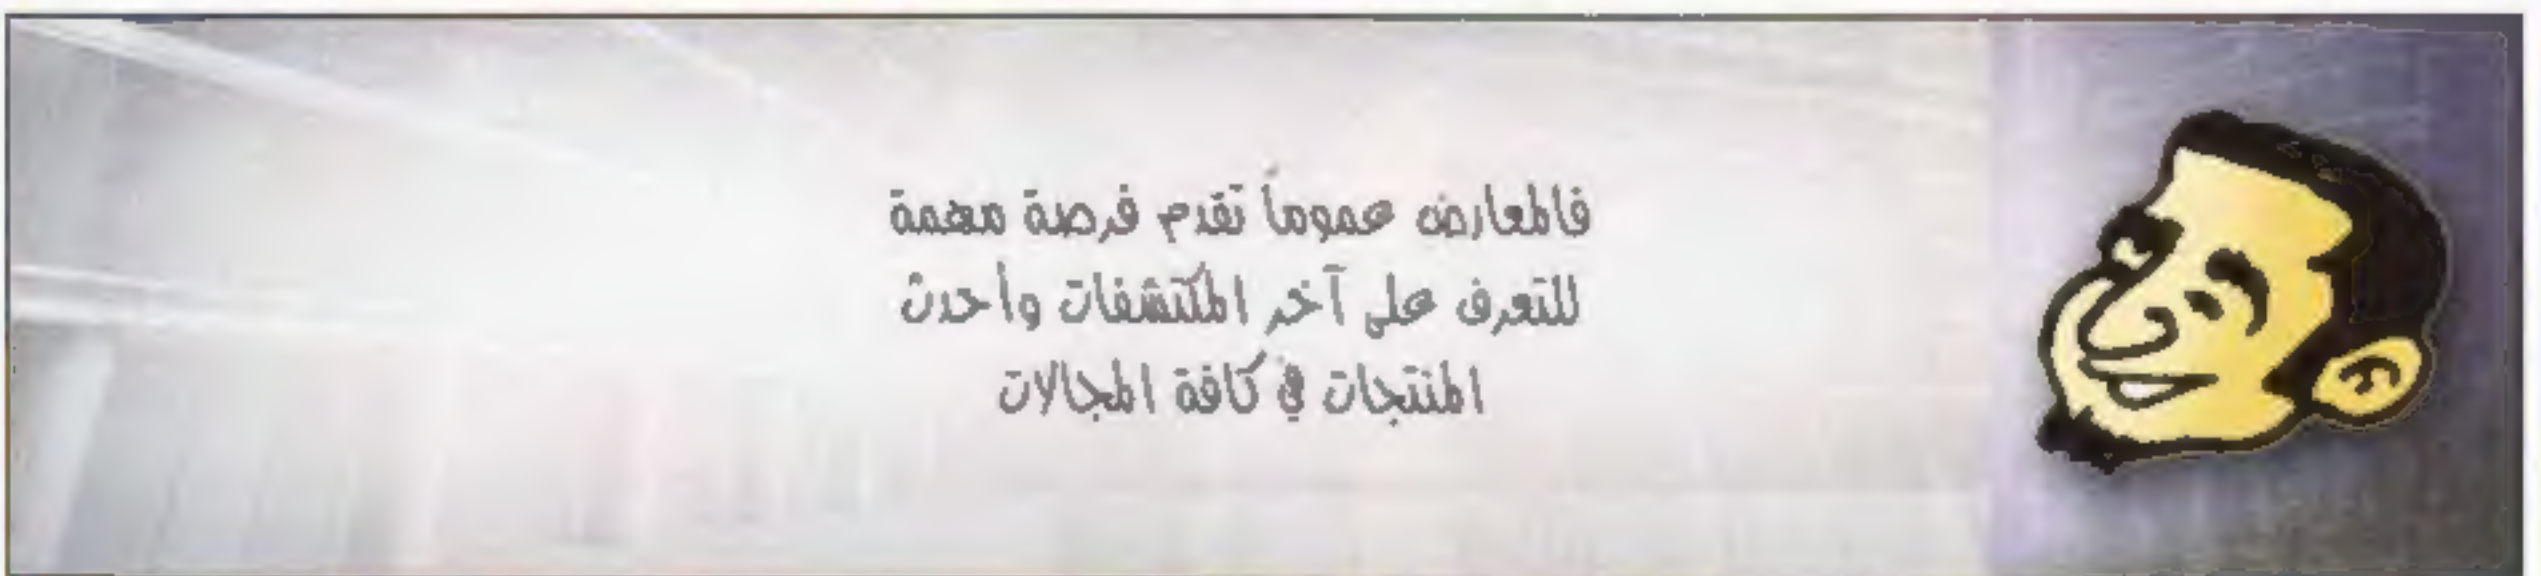 فالمعارض عموماً تقدم فرصة مهمة
للتعرف على آخر المكتشفات وأحدث
المنتجات في كافة المجالات